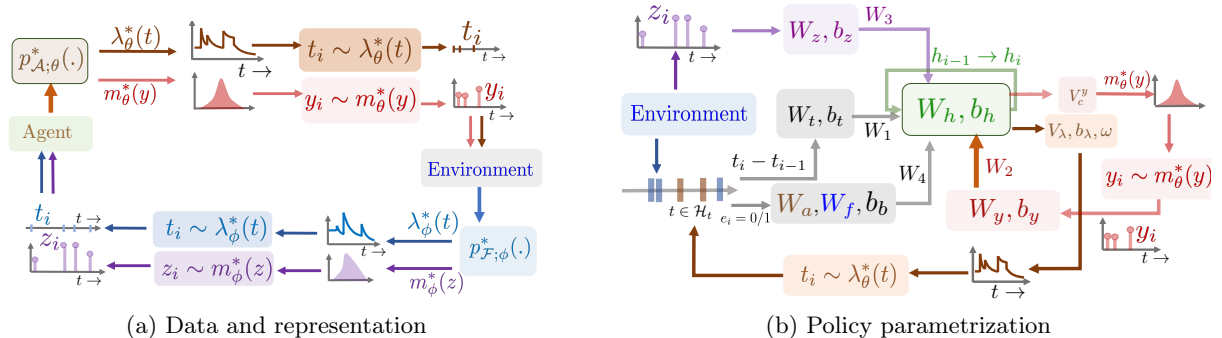 p*_{A;θ}(.)
λ*_θ(t)
m*_θ(y)
t →
t_i ∼ λ*_θ(t)
t_i
t →
y_i ∼ m*_θ(y)
y_i
t →
Agent
Environment
t_i
t →
t_i ∼ λ*_ϕ(t)
t →
λ*_ϕ(t)
p*_{F;ϕ}(.)
z_i
t →
z_i ∼ m*_ϕ(z)
m*_ϕ(z)
(a) Data and representation
z_i
t →
W_z, b_z
W_3
h_{i−1} → h_i
Environment
W_t, b_t
W_1
W_h, b_h
V^y_c
m*_θ(y)
V_λ, b_λ, ω
t_i − t_{i−1}
W_4
W_2
y_i ∼ m*_θ(y)
t ∈ H_t
e_i = 0/1
W_a, W_f, b_b
W_y, b_y
y_i
t →
t_i ∼ λ*_θ(t)
t →
(b) Policy parametrization